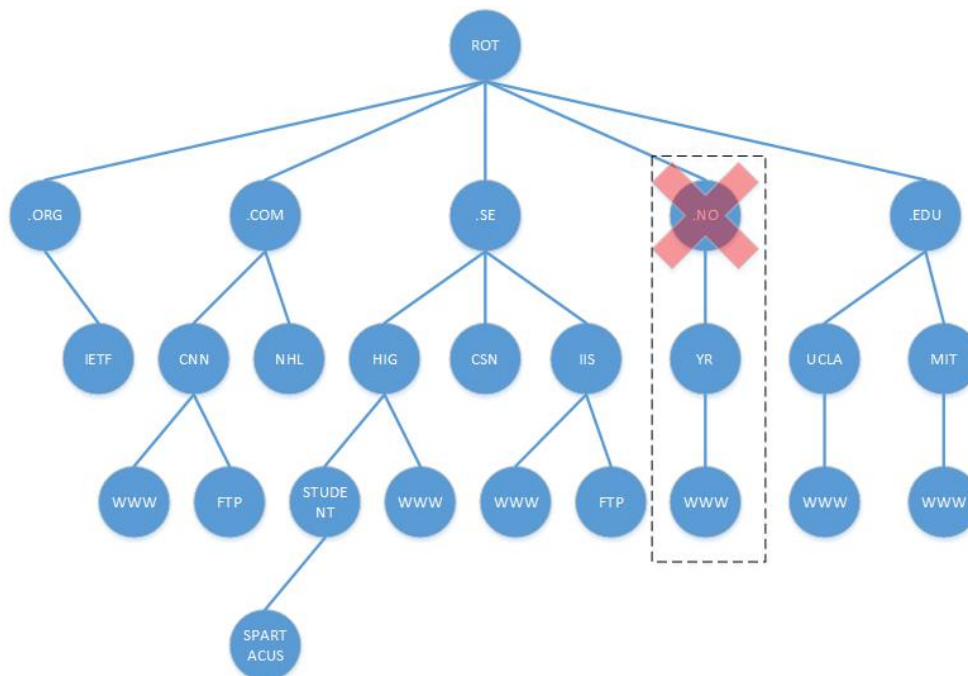 ROT
.ORG
.COM
.SE
.NO
.EDU
IETF
CNN
NHL
HIG
CSN
IIS
YR
UCLA
MIT
WWW
FTP
STUDE
NT
WWW
WWW
FTP
WWW
WWW
WWW
SPART
ACUS